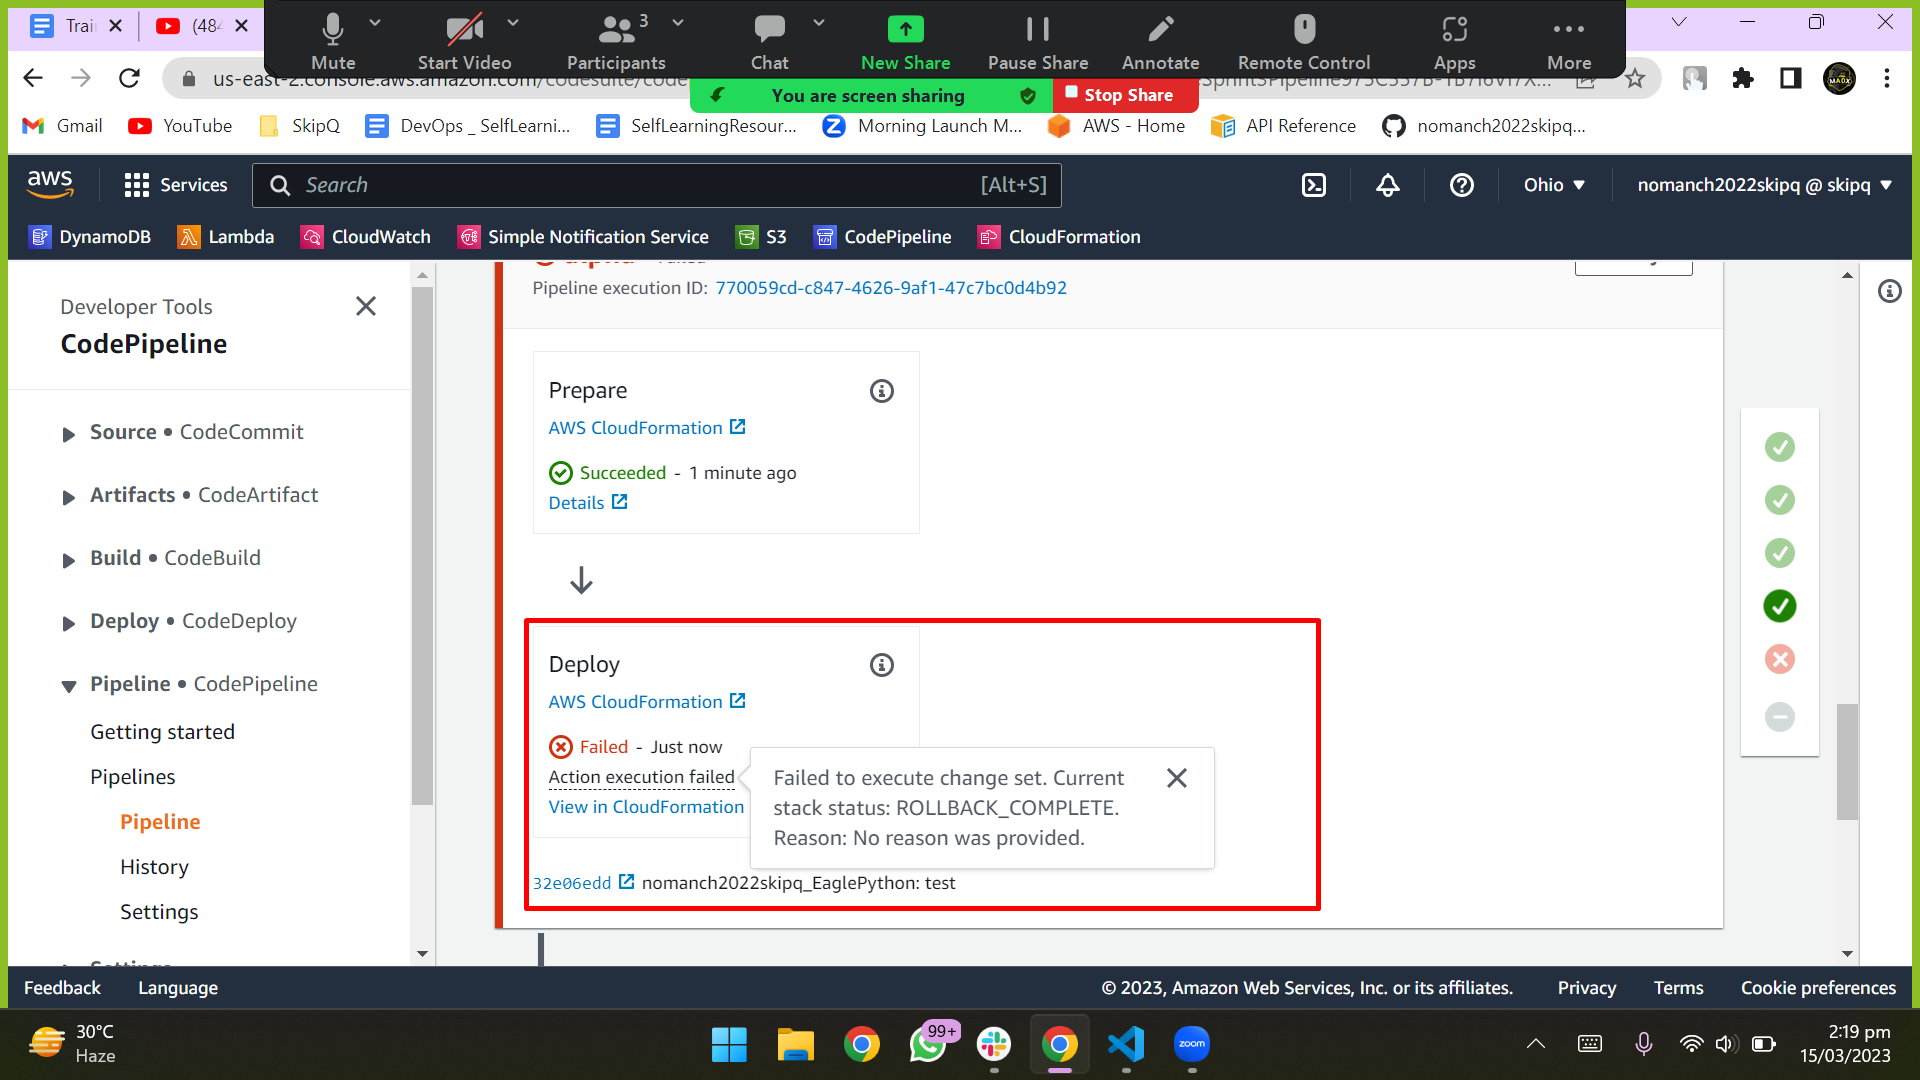 Mute
Start Video
Participants
3
Chat
New Share
Pause Share
Annotate
Remote Control
Apps
More
You are screen sharing
Stop Share
Trai
(484
us-east-2.console.aws.amazon.com/codesuite/code
Gmail
YouTube
SkipQ
DevOps _ SelfLearni...
SelfLearningResour...
Morning Launch M...
AWS - Home
API Reference
nomanch2022skipq...
aws
Services
Search
[Alt+S]
Ohio
nomanch2022skipq @ skipq
DynamoDB
Lambda
CloudWatch
Simple Notification Service
S3
CodePipeline
CloudFormation
Developer Tools
CodePipeline
Source • CodeCommit
Artifacts • CodeArtifact
Build • CodeBuild
Deploy • CodeDeploy
Pipeline • CodePipeline
Getting started
Pipelines
Pipeline
History
Settings
Settings
Pipeline execution ID: 770059cd-c847-4626-9af1-47c7bc0d4b92
Prepare
AWS CloudFormation
Succeeded - 1 minute ago
Details
Deploy
AWS CloudFormation
Failed - Just now
Action execution failed
View in CloudFormation
Failed to execute change set. Current
stack status: ROLLBACK_COMPLETE.
Reason: No reason was provided.
32e06edd nomanch2022skipq_EaglePython: test
Feedback
Language
© 2023, Amazon Web Services, Inc. or its affiliates.
Privacy
Terms
Cookie preferences
30°C
Haze
99+
zoom
2:19 pm
15/03/2023